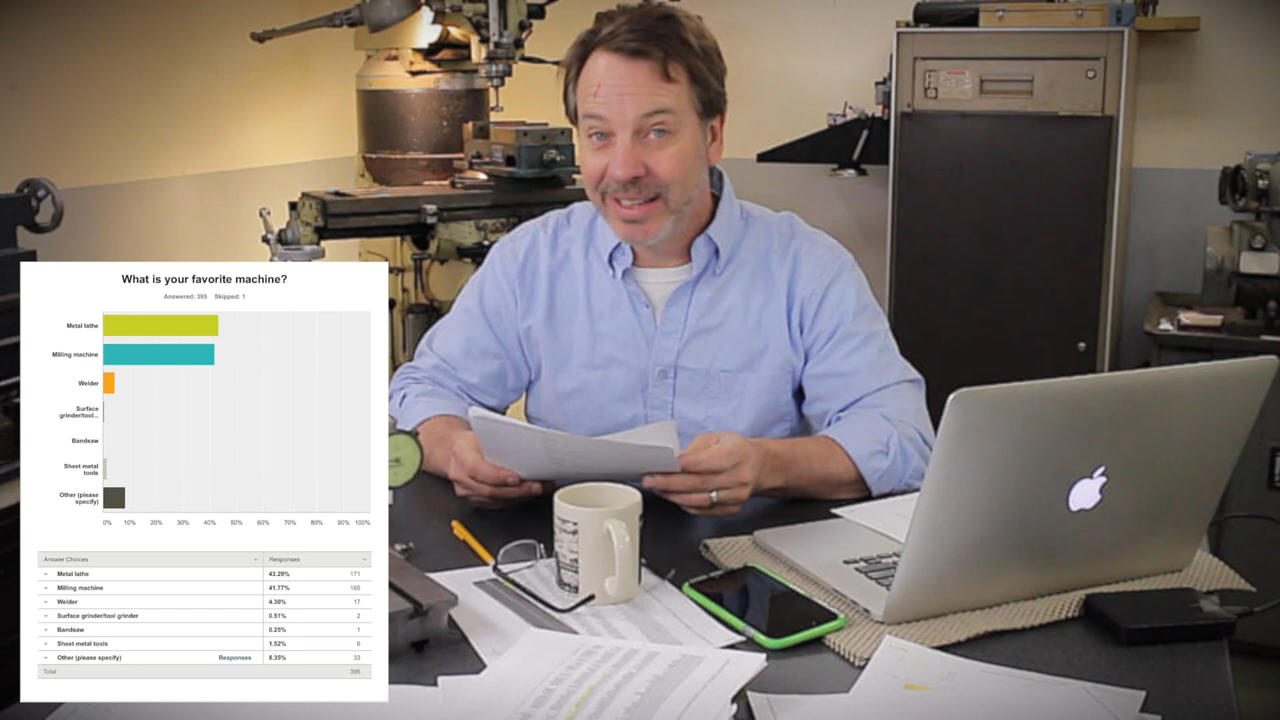 What is your favorite machine?
Answered: 395 Skipped: 1
Metal lathe
Milling machine
Welder
Surface
grinder/tool...
Bandsaw
Sheet metal
tools
Other (please
specify)
0% 10% 20% 30% 40% 50% 60% 70% 80% 90% 100%
Answer Choices Responses
Metal lathe 43.29% 171
Milling machine 41.77% 165
Welder 4.30% 17
Surface grinder/tool grinder 0.51% 2
Bandsaw 0.25% 1
Sheet metal tools 1.52% 6
Other (please specify) Responses 8.35% 33
Total 395